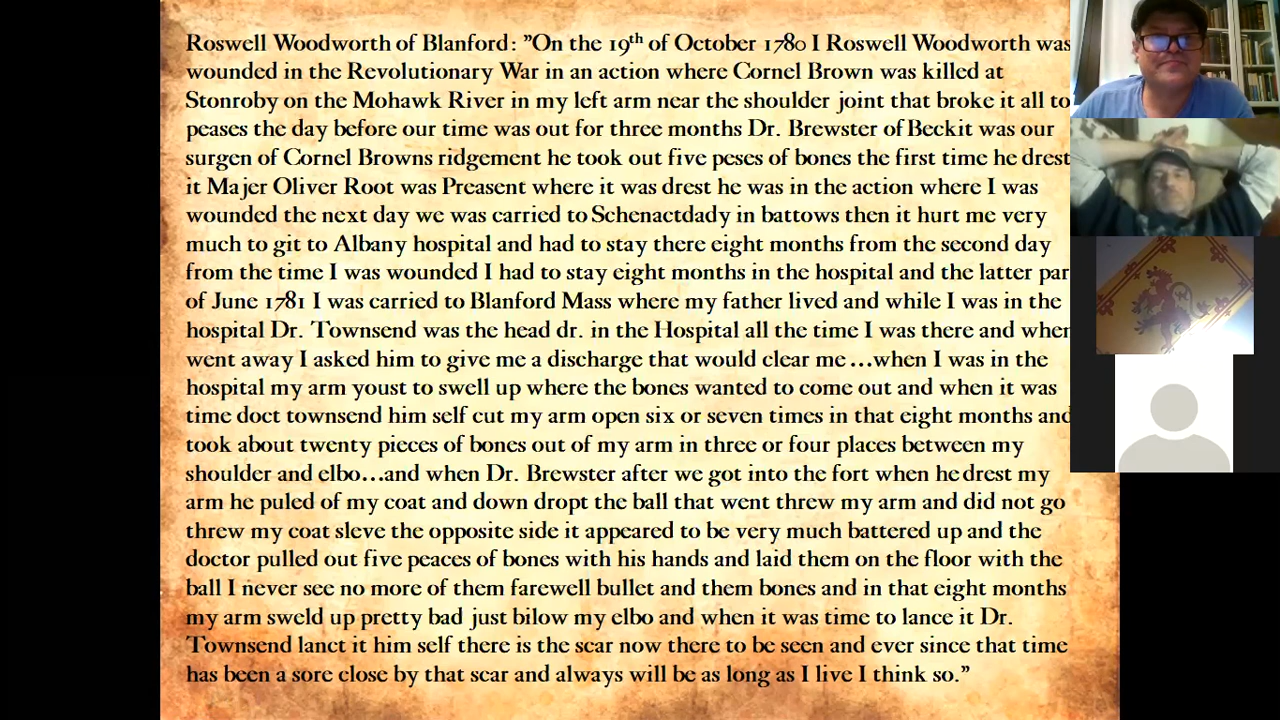 Roswell Woodworth of Blanford: ”On the 19th of October 1780 I Roswell Woodworth was
wounded in the Revolutionary War in an action where Cornel Brown was killed at
Stonroby on the Mohawk River in my left arm near the shoulder joint that broke it all to
peases the day before our time was out for three months Dr. Brewster of Beckit was our
surgen of Cornel Browns ridgement he took out five peses of bones the first time he drest
it Majer Oliver Root was Preasent where it was drest he was in the action where I was
wounded the next day we was carried to Schenactdady in battows then it hurt me very
much to git to Albany hospital and had to stay there eight months from the second day
from the time I was wounded I had to stay eight months in the hospital and the latter par
of June 1781 I was carried to Blanford Mass where my father lived and while I was in the
hospital Dr. Townsend was the head dr. in the Hospital all the time I was there and when
went away I asked him to give me a discharge that would clear me…when I was in the
hospital my arm youst to swell up where the bones wanted to come out and when it was
time doct townsend him self cut my arm open six or seven times in that eight months and
took about twenty pieces of bones out of my arm in three or four places between my
shoulder and elbo…and when Dr. Brewster after we got into the fort when he drest my
arm he puled of my coat and down dropt the ball that went threw my arm and did not go
threw my coat sleve the opposite side it appeared to be very much battered up and the
doctor pulled out five peaces of bones with his hands and laid them on the floor with the
ball I never see no more of them farewell bullet and them bones and in that eight months
my arm sweld up pretty bad just bilow my elbo and when it was time to lance it Dr.
Townsend lanct it him self there is the scar now there to be seen and ever since that time
has been a sore close by that scar and always will be as long as I live I think so.”